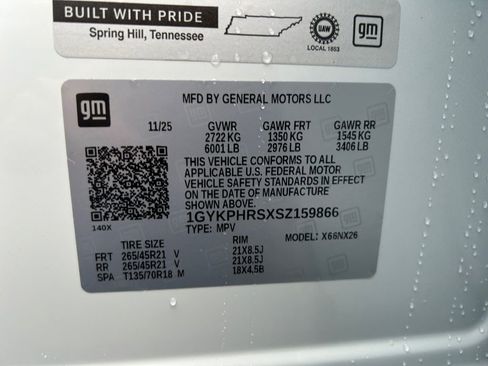 BUILT WITH PRIDE
Spring Hill, Tennessee
UAW
LOCAL 1853
gm
gm
MFD BY GENERAL MOTORS LLC
11/25 GVWR GAWR FRT GAWR RR
2722 KG 1350 KG 1545 KG
6001 LB 2976 LB 3406 LB
THIS VEHICLE CONFORMS TO ALL
APPLICABLE U.S. FEDERAL MOTOR
VEHICLE SAFETY STANDARDS IN EFFECT
ON THE DATE OF MANUFACTURE
SHOWN ABOVE.
1GYKPHRSXSZ159866
TYPE: MPV MODEL: X66NX26
140X
TIRE SIZE RIM
FRT 265/45R21 V 21X8.5J
RR 265/45R21 V 21X8.5J
SPA T135/70R18 M 18X4.5B